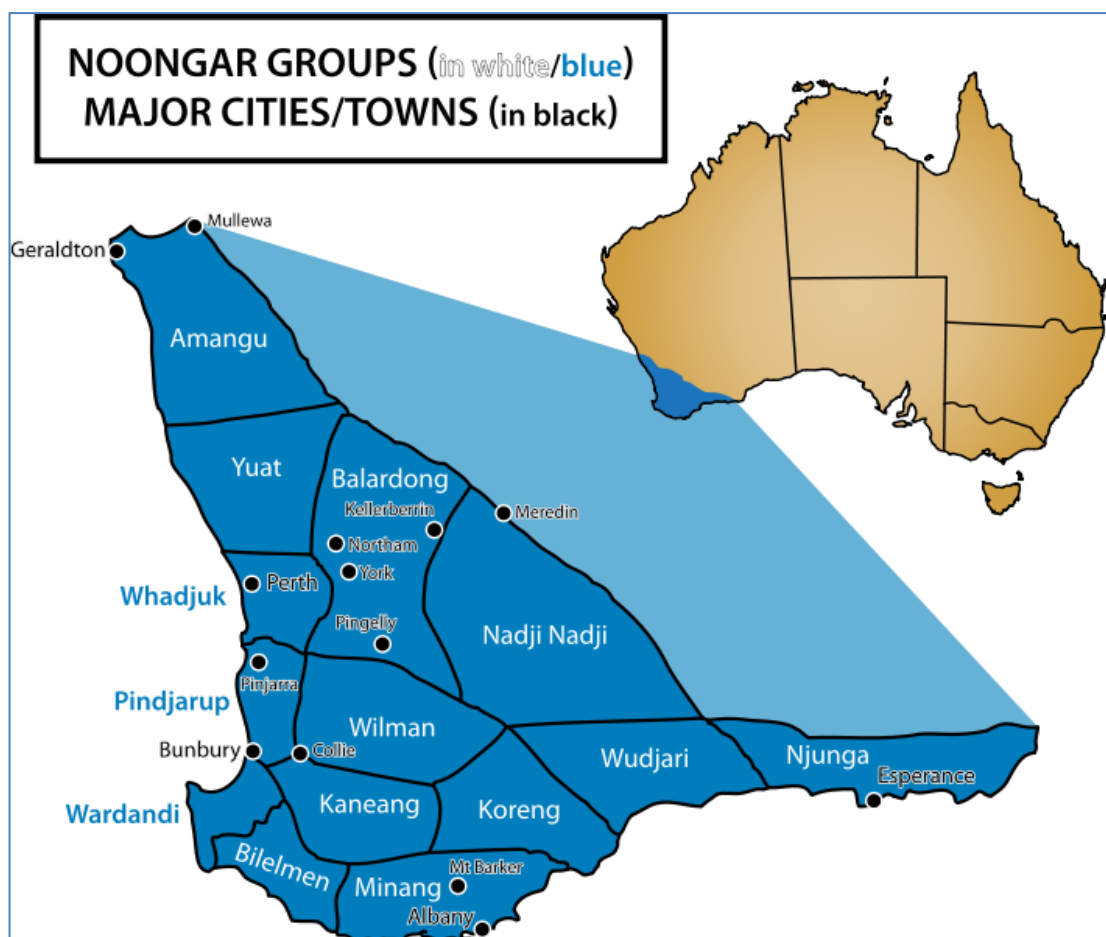 NOONGAR GROUPS (in white/blue)
MAJOR CITIES/TOWNS (in black)
Mullewa
Geraldton
Amangu
Yuat
Balardong
Kellerberrin
Meredin
Northam
York
Perth
Whadjuk
Pingelly
Nadji Nadji
Pinjarra
Pindjarup
Wilman
Bunbury
Collie
Wudjari
Njunga
Esperance
Kaneang
Koreng
Wardandi
Bilelmen
Mt Barker
Minang
Albany